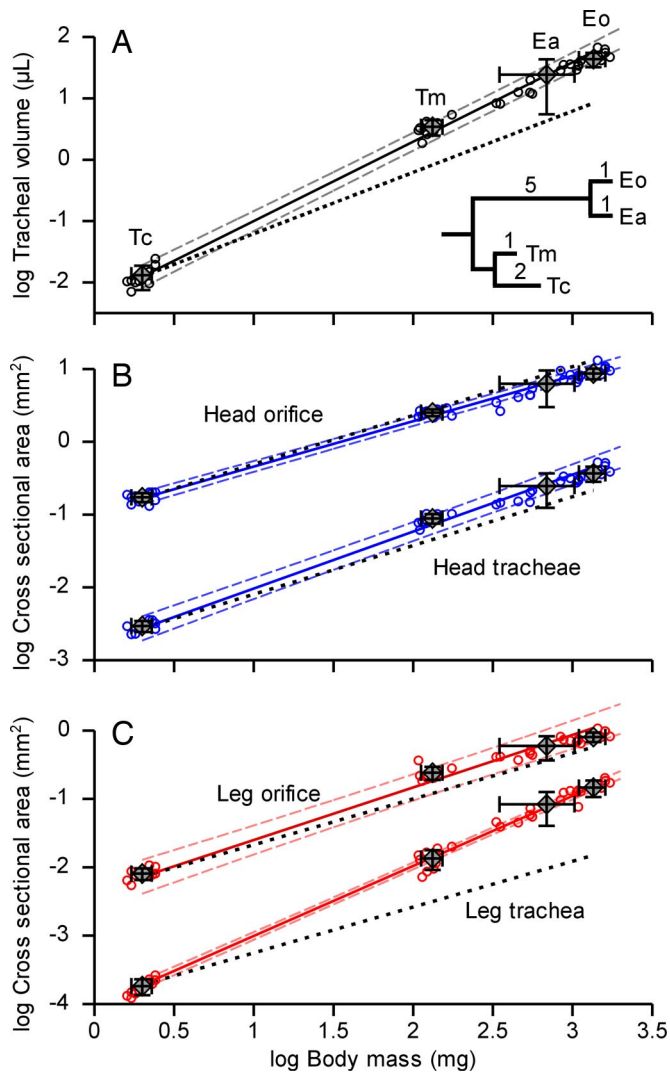 A
log Tracheal volume (µL)
2
1
0
-1
-2
Tc
Tm
Ea
Eo
5
1
Eo
1
Ea
1
Tm
2
Tc
B
log Cross sectional area (mm2)
1
0
-1
-2
-3
Head orifice
Head tracheae
C
log Cross sectional area (mm2)
0
-1
-2
-3
-4
Leg orifice
Leg trachea
0 0.5 1 1.5 2 2.5 3 3.5
log Body mass (mg)